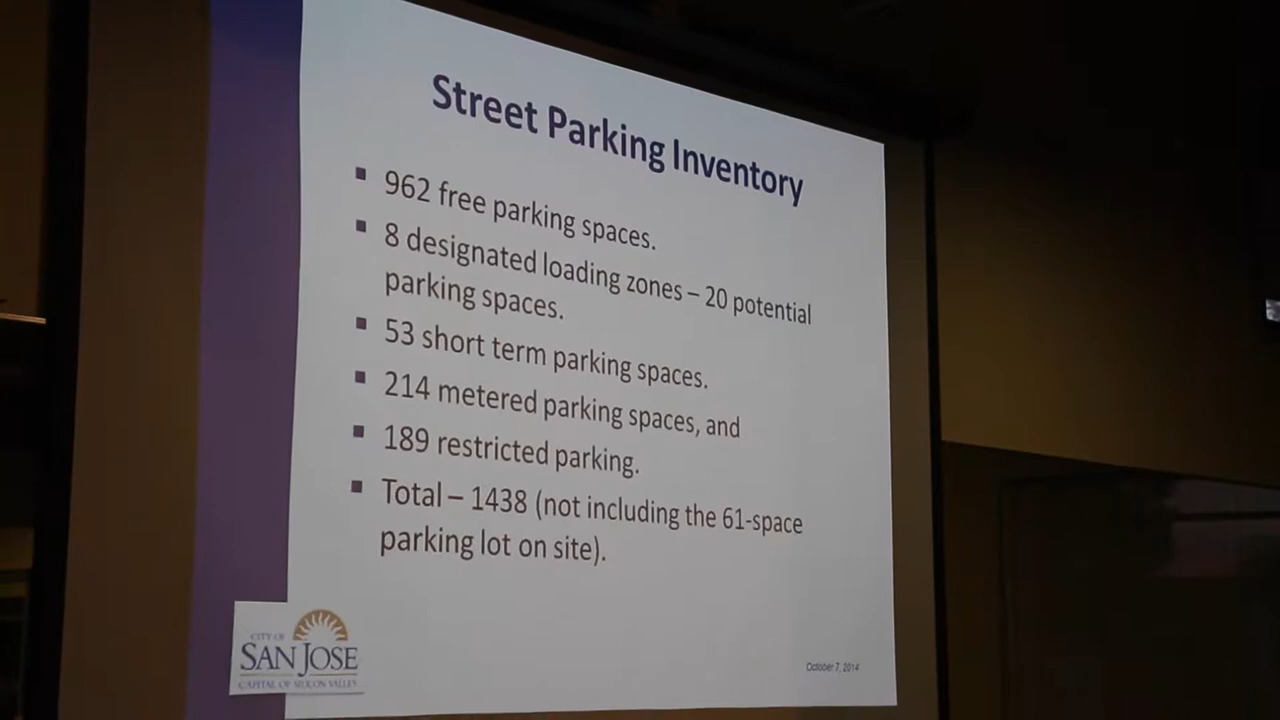 Street Parking Inventory
▪ 962 free parking spaces.
▪ 8 designated loading zones – 20 potential
parking spaces.
▪ 53 short term parking spaces.
▪ 214 metered parking spaces, and
▪ 189 restricted parking.
▪ Total – 1438 (not including the 61-space
parking lot on site).
CITY OF
SAN JOSE
CAPITAL OF SILICON VALLEY
October 7, 2014